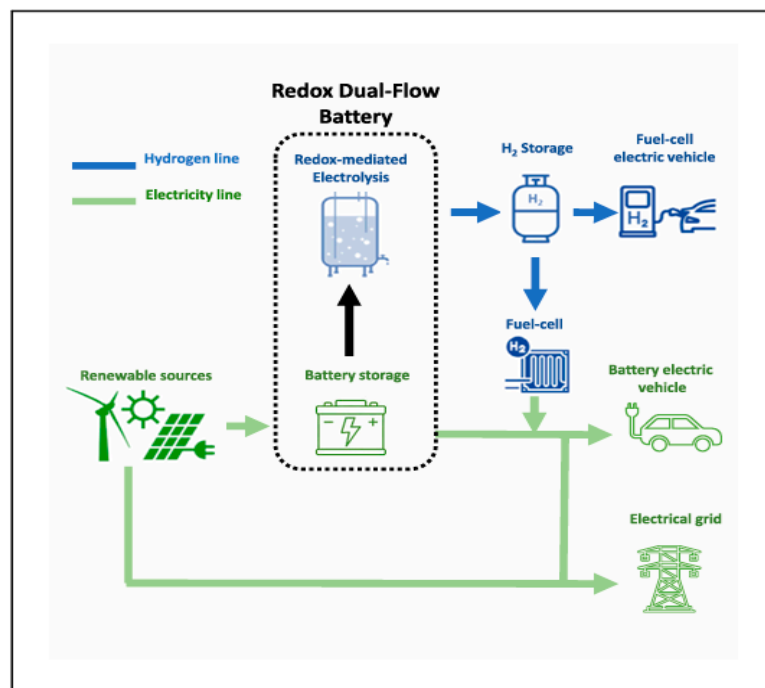 Redox Dual-Flow
Battery
Hydrogen line
Electricity line
Redox-mediated
Electrolysis
H₂ Storage
H₂
Fuel-cell
electric vehicle
H₂
Fuel-cell
H₂
Renewable sources
Battery storage
Battery electric
vehicle
Electrical grid